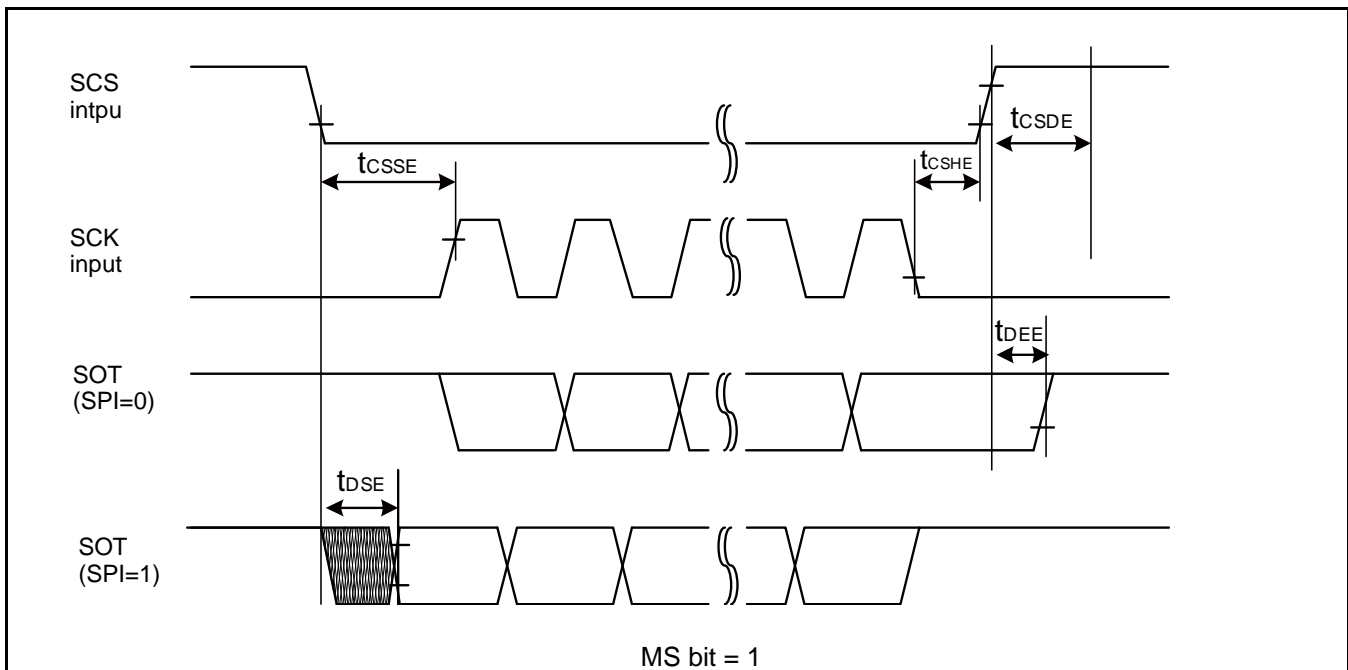 SCS
intpu
tCSDE
tCSSE
tCSHE
SCK
input
tDEE
SOT
(SPI=0)
tDSE
SOT
(SPI=1)
MS bit = 1